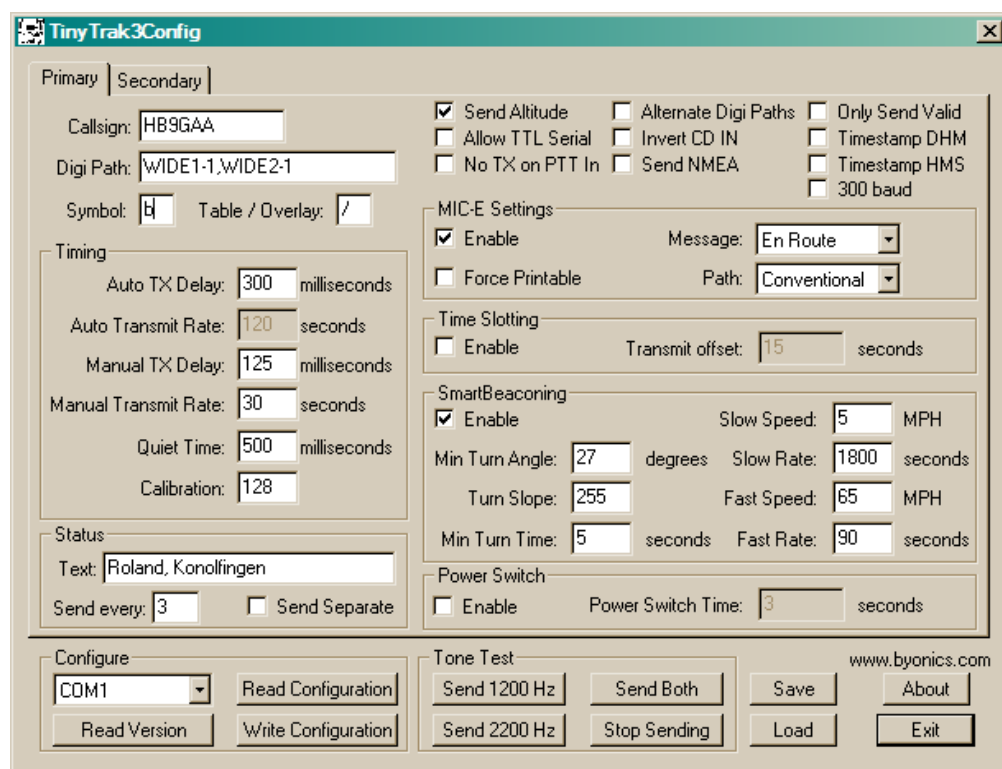 TinyTrak3Config
Primary
Secondary
Callsign: HB9GAA
Digi Path: WIDE1-1,WIDE2-1
Symbol: b Table / Overlay: /
Send Altitude Alternate Digi Paths Only Send Valid
Allow TTL Serial Invert CD IN Timestamp DHM
No TX on PTT In Send NMEA Timestamp HMS
300 baud
Timing
Auto TX Delay: 300 milliseconds
Auto Transmit Rate: 120 seconds
Manual TX Delay: 125 milliseconds
Manual Transmit Rate: 30 seconds
Quiet Time: 500 milliseconds
Calibration: 128
Status
Text: Roland, Konolfingen
Send every: 3 Send Separate
MIC-E Settings
Enable Message: En Route
Force Printable Path: Conventional
Time Slotting
Enable Transmit offset: 15 seconds
SmartBeaconing
Enable Slow Speed: 5 MPH
Min Turn Angle: 27 degrees Slow Rate: 1800 seconds
Turn Slope: 255 Fast Speed: 65 MPH
Min Turn Time: 5 seconds Fast Rate: 90 seconds
Power Switch
Enable Power Switch Time: 3 seconds
Configure
COM1 Read Configuration
Read Version Write Configuration
Tone Test
Send 1200 Hz Send Both
Send 2200 Hz Stop Sending
www.byonics.com
Save About
Load Exit